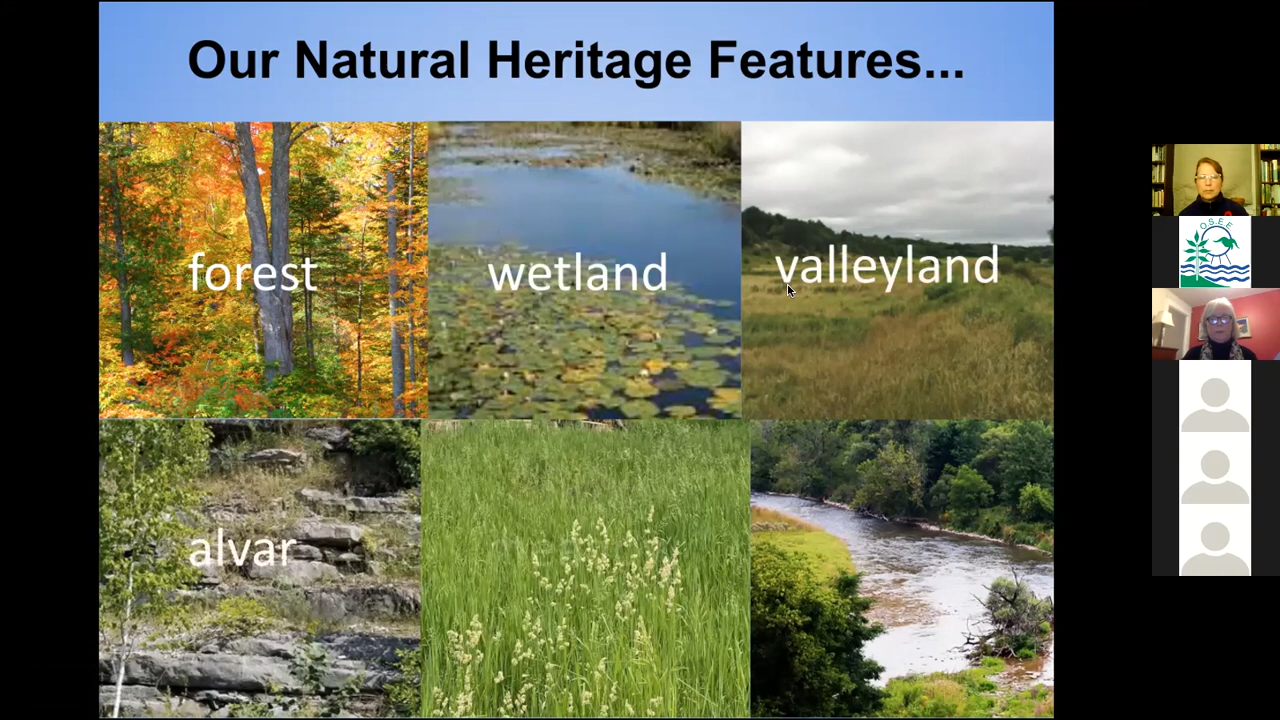 Our Natural Heritage Features...
forest
wetland
valleyland
alvar
O.S.E.E